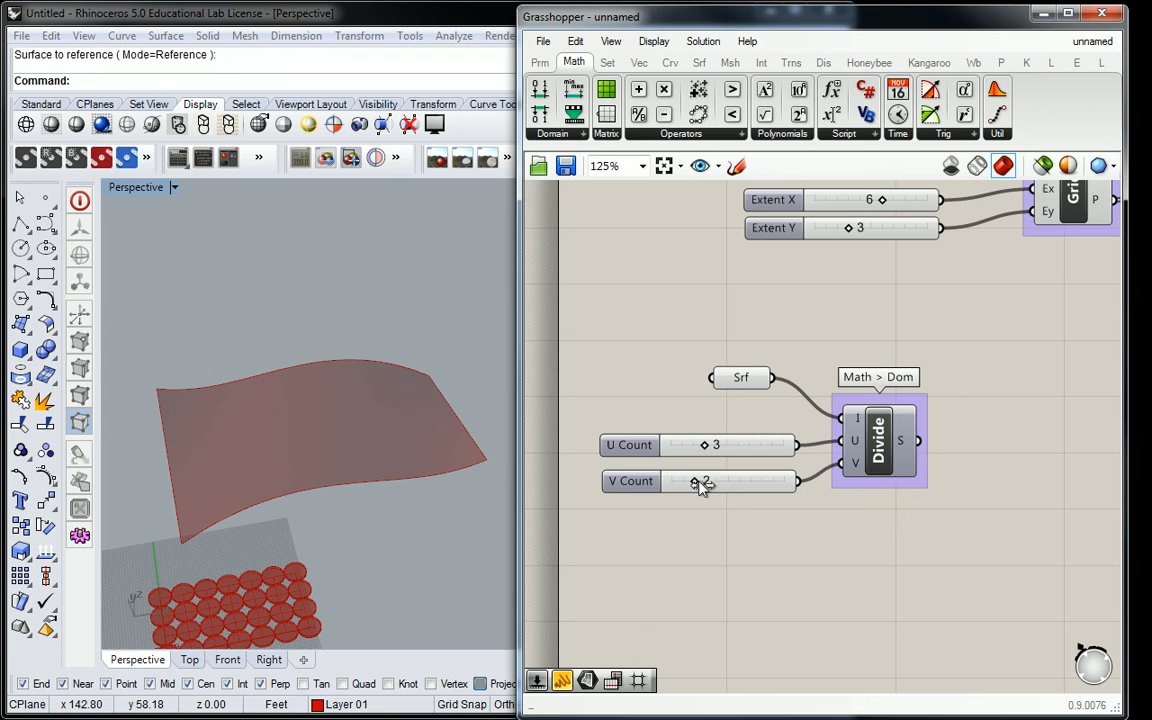 Untitled - Rhinoceros 5.0 Educational Lab License - [Perspective]
File Edit View Curve Surface Solid Mesh Dimension Transform Tools Analyze Rende
Surface to reference ( Mode=Reference ):
Command:
Standard CPlanes Set View Display Select Viewport Layout Visibility Transform Curve Too
Perspective
Perspective Top Front Right
End Near Point Mid Cen Int Perp Tan Quad Knot Vertex Projec
CPlane x 142.80 y 58.18 z 0.00 Feet Layer 01 Grid Snap Orth
Grasshopper - unnamed
File Edit View Display Solution Help unnamed
Prm Math Set Vec Crv Srf Msh Int Trns Dis Honeybee Kangaroo Wb P K L E L
Domain Matrix Operators Polynomials Script Time Trig Util
125%
Extent X 6
Extent Y 3
Ex
Ey
Grid
P
Srf
Math > Dom
U Count 3
V Count 2
I
U
V
Divide
S
0.9.0076